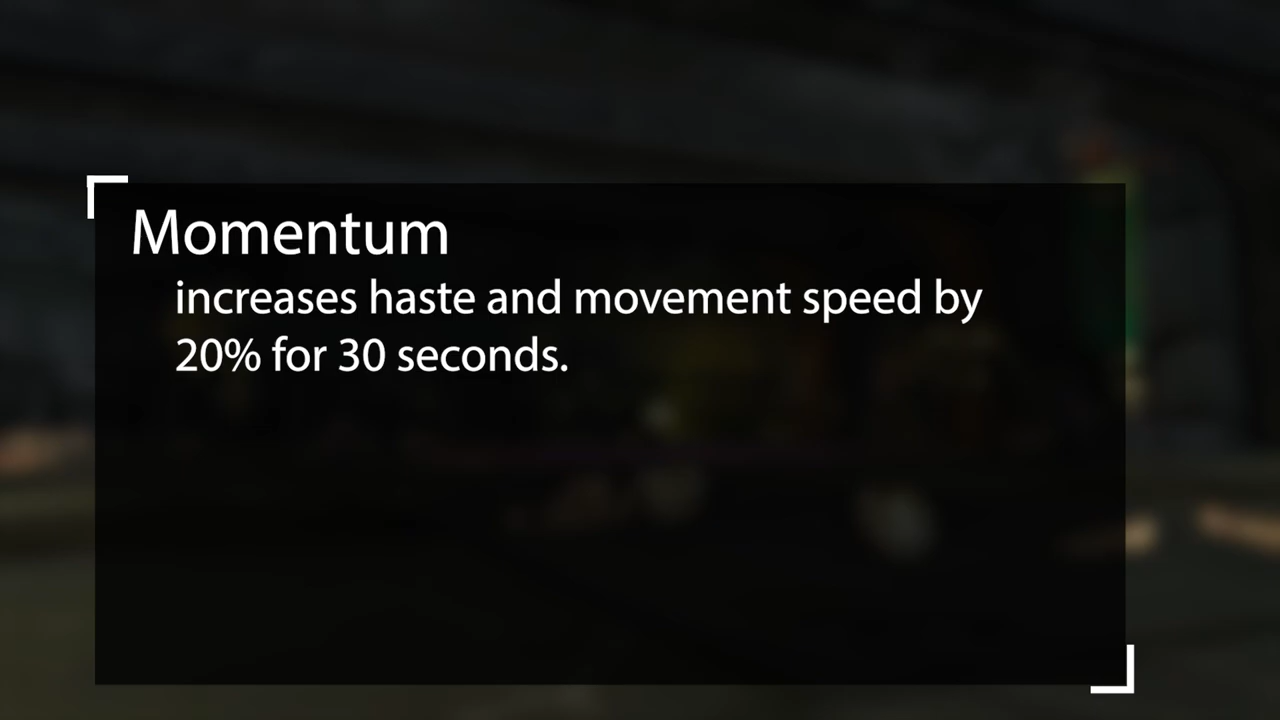 Momentum
increases haste and movement speed by
20% for 30 seconds.